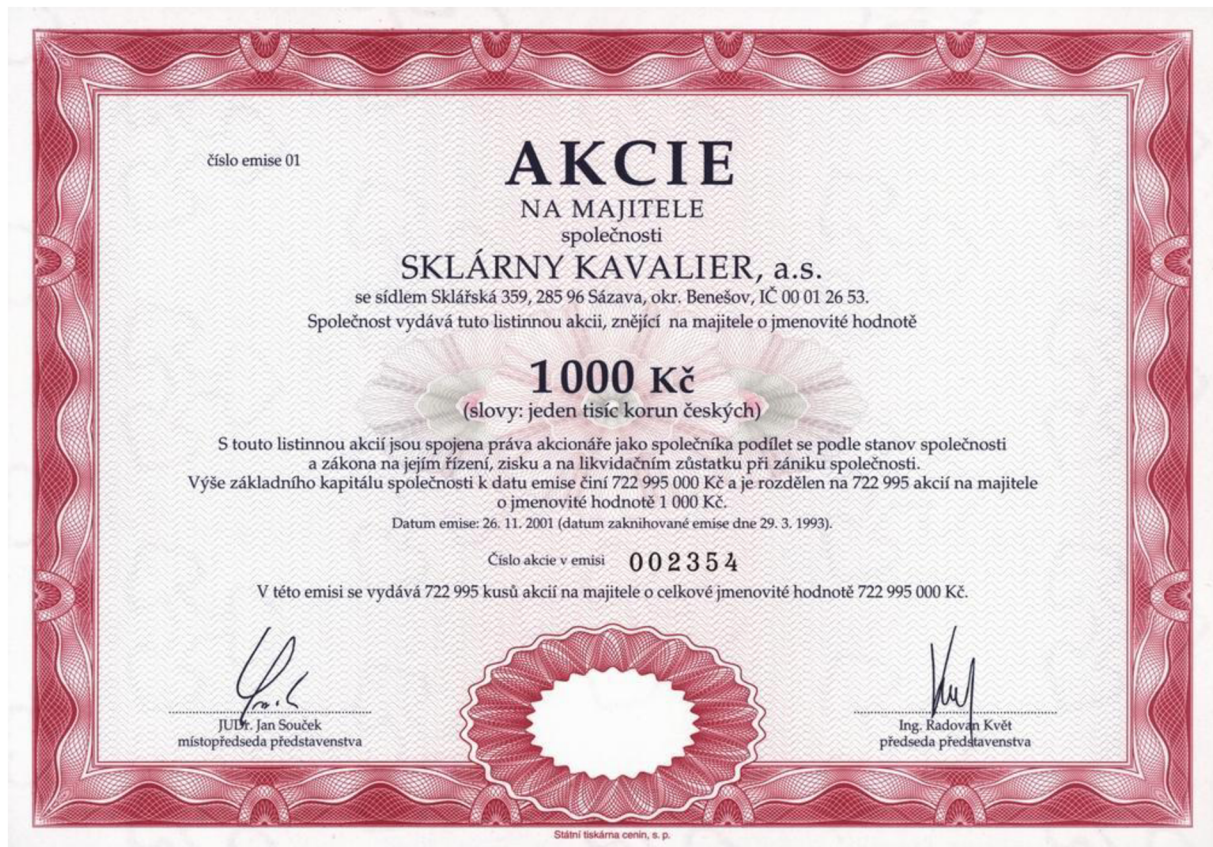 číslo emise 01
AKCIE
NA MAJITELE
společnosti
SKLÁRNY KAVALIER, a.s.
se sídlem Sklářská 359, 285 96 Sázava, okr. Benešov, IČ 00 01 26 53.
Společnost vydává tuto listinnou akcii, znějící na majitele o jmenovité hodnotě
1000 Kč
(slovy: jeden tisíc korun českých)
S touto listinnou akcií jsou spojena práva akcionáře jako společníka podílet se podle stanov společnosti
a zákona na jejím řízení, zisku a na likvidačním zůstatku při zániku společnosti.
Výše základního kapitálu společnosti k datu emise činí 722 995 000 Kč a je rozdělen na 722 995 akcií na majitele
o jmenovité hodnotě 1 000 Kč.
Datum emise: 26. 11. 2001 (datum zaknihované emise dne 29. 3. 1993).
Číslo akcie v emisi 002354
V této emisi se vydává 722 995 kusů akcií na majitele o celkové jmenovité hodnotě 722 995 000 Kč.
JUDr. Jan Souček
místopředseda představenstva
Ing. Radovan Květ
předseda představenstva
Státní tiskárna cenin, s. p.